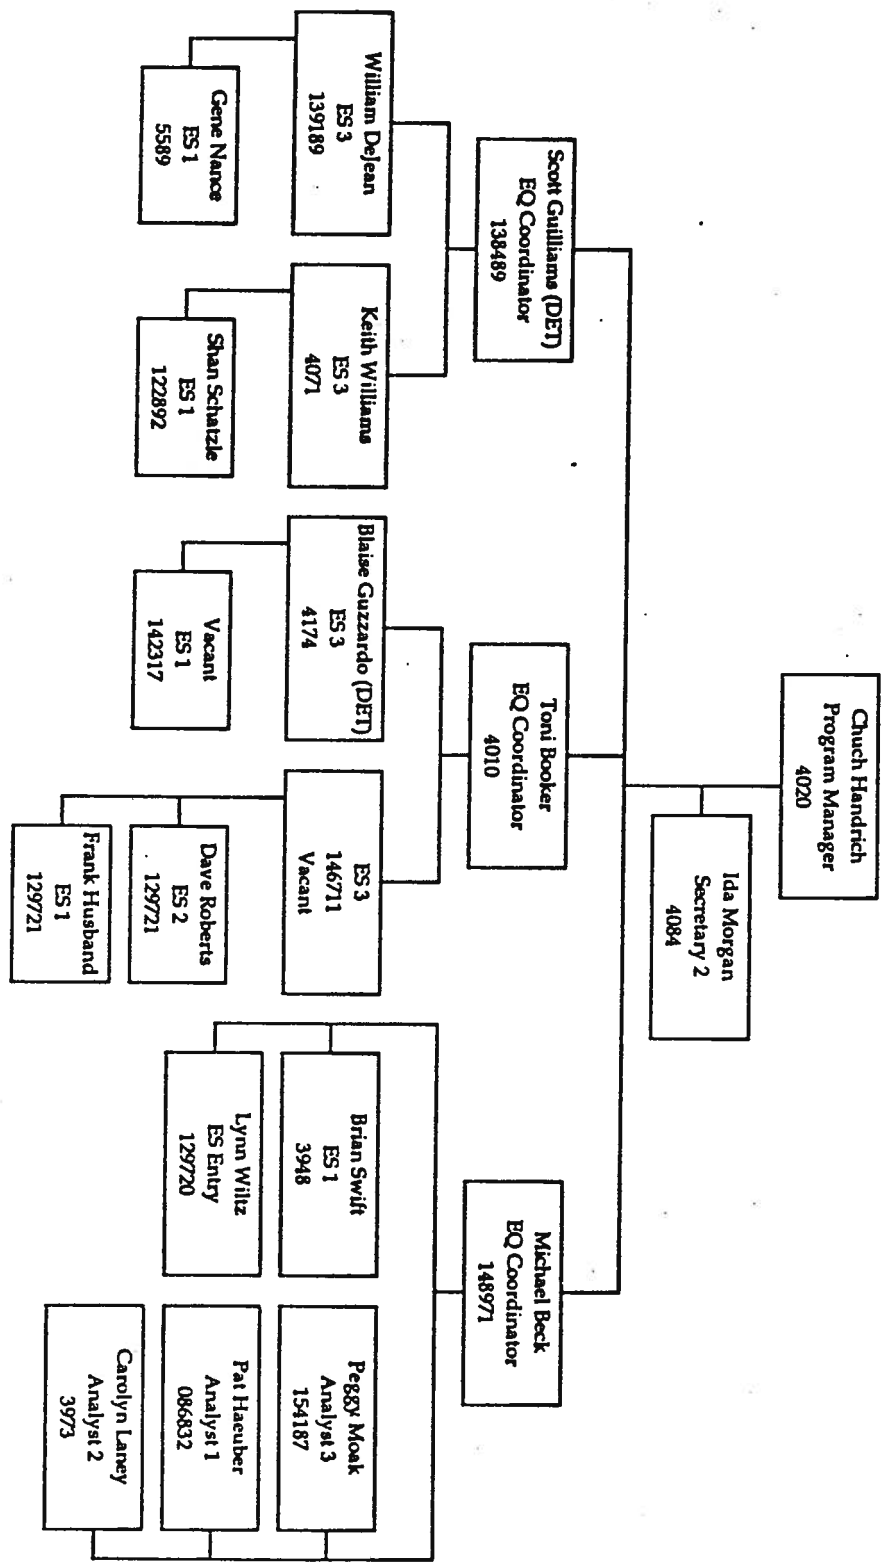 Chuch Handrich
Program Manager
4020
Ida Morgan
Secretary 2
4084
Scott Guilliams (DET)
EQ Coordinator
138489
Toni Booker
EQ Coordinator
4010
Michael Beck
EQ Coordinator
148971
William DeJean
ES 3
139189
Keith Williams
ES 3
4071
Blaise Guzzardo (DET)
ES 3
4174
ES 3
146711
Vacant
Brian Swift
ES 1
3948
Peggy Moak
Analyst 3
154187
Gene Nance
ES 1
5589
Shan Schatzle
ES 1
122892
Vacant
ES 1
142317
Dave Roberts
ES 2
129721
Lynn Wiltz
ES Entry
129720
Pat Haeuber
Analyst 1
086832
Frank Husband
ES 1
129721
Carolyn Laney
Analyst 2
3973